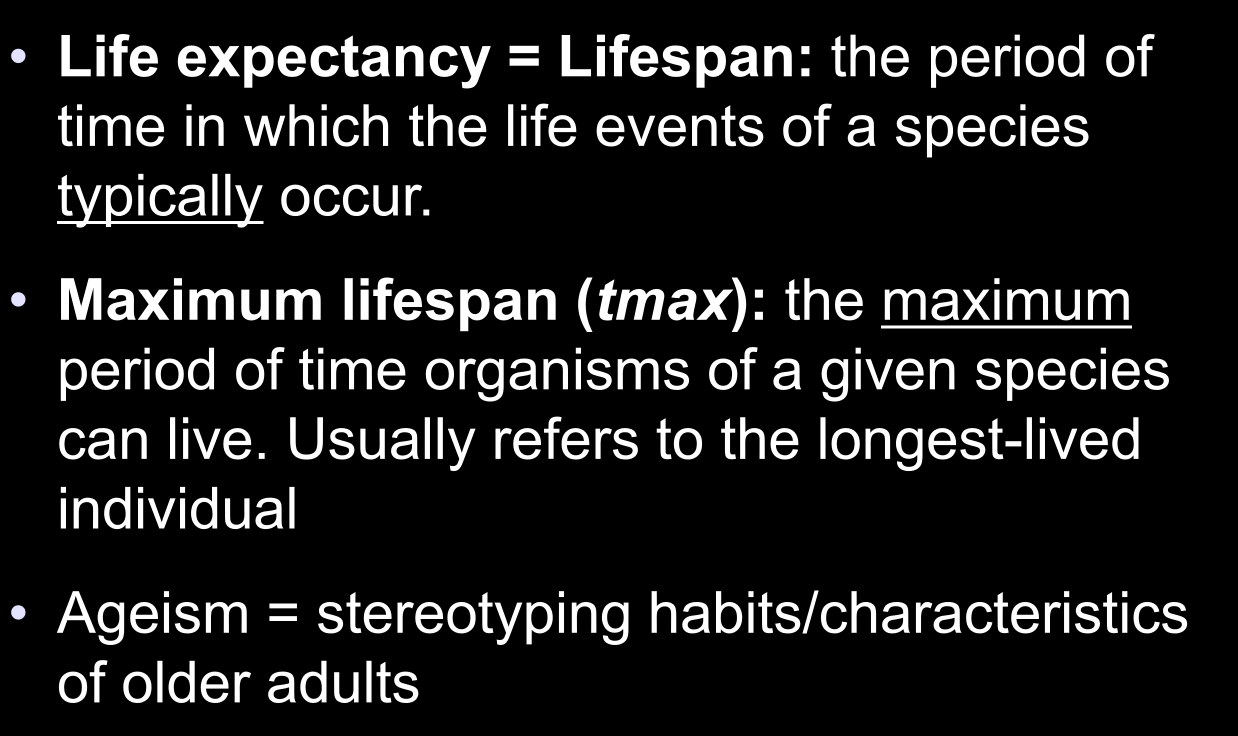 • Life expectancy = Lifespan: the period of
time in which the life events of a species
typically occur.
• Maximum lifespan (tmax): the maximum
period of time organisms of a given species
can live. Usually refers to the longest-lived
individual
• Ageism = stereotyping habits/characteristics
of older adults